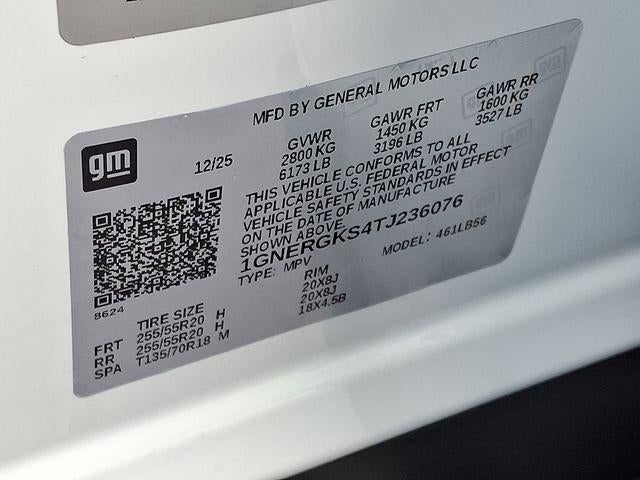 MFD BY GENERAL MOTORS LLC
gm
12/25
GVWR GAWR FRT GAWR RR
2800 KG 1450 KG 1600 KG
6173 LB 3196 LB 3527 LB
THIS VEHICLE CONFORMS TO ALL
APPLICABLE U.S. FEDERAL MOTOR
VEHICLE SAFETY STANDARDS IN EFFECT
ON THE DATE OF MANUFACTURE
SHOWN ABOVE.
1GNERGKS4TJ236076
TYPE: MPV MODEL: 461LB56
8624
TIRE SIZE RIM
FRT 255/55R20 H 20X8J
RR 255/55R20 H 20X8J
SPA T135/70R18 M 18X4.5B